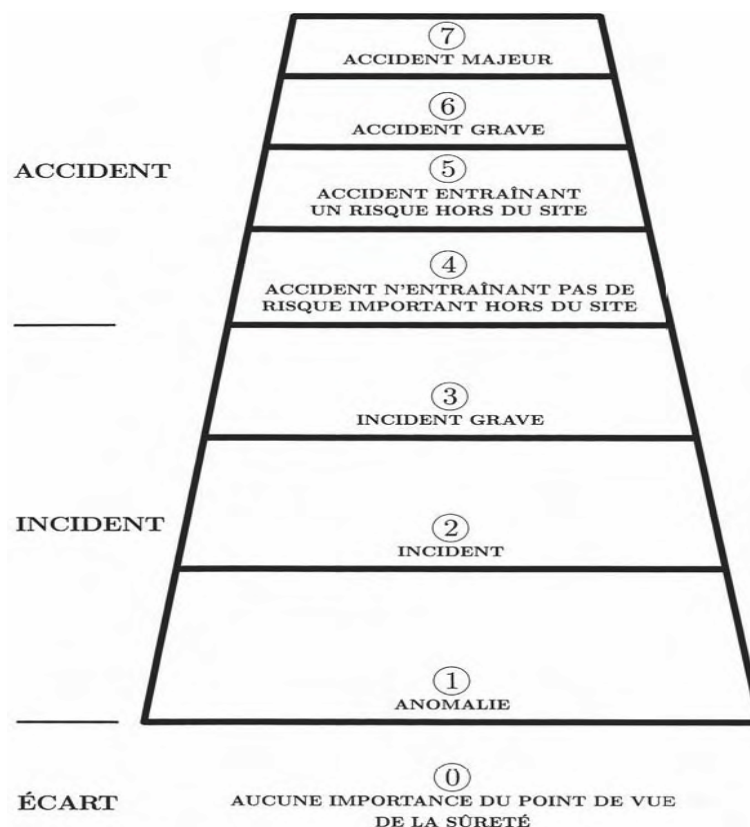 ⑦
ACCIDENT MAJEUR
⑥
ACCIDENT GRAVE
ACCIDENT
⑤
ACCIDENT ENTRAÎNANT
UN RISQUE HORS DU SITE
④
ACCIDENT N'ENTRAÎNANT PAS DE
RISQUE IMPORTANT HORS DU SITE
③
INCIDENT GRAVE
INCIDENT
②
INCIDENT
①
ANOMALIE
⓪
ÉCART
AUCUNE IMPORTANCE DU POINT DE VUE
DE LA SÛRETÉ